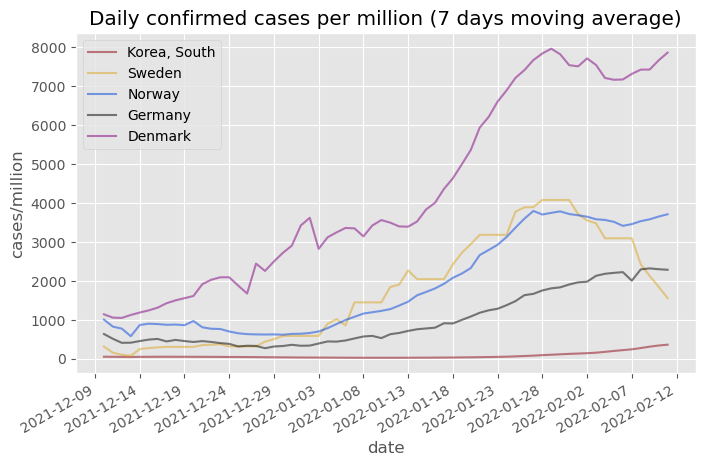 Daily confirmed cases per million (7 days moving average)
8000
7000
6000
5000
4000
3000
2000
1000
0
cases/million
Korea, South
Sweden
Norway
Germany
Denmark
2021-12-09
2021-12-14
2021-12-19
2021-12-24
2021-12-29
2022-01-03
2022-01-08
2022-01-13
2022-01-18
2022-01-23
2022-01-28
2022-02-02
2022-02-07
2022-02-12
date